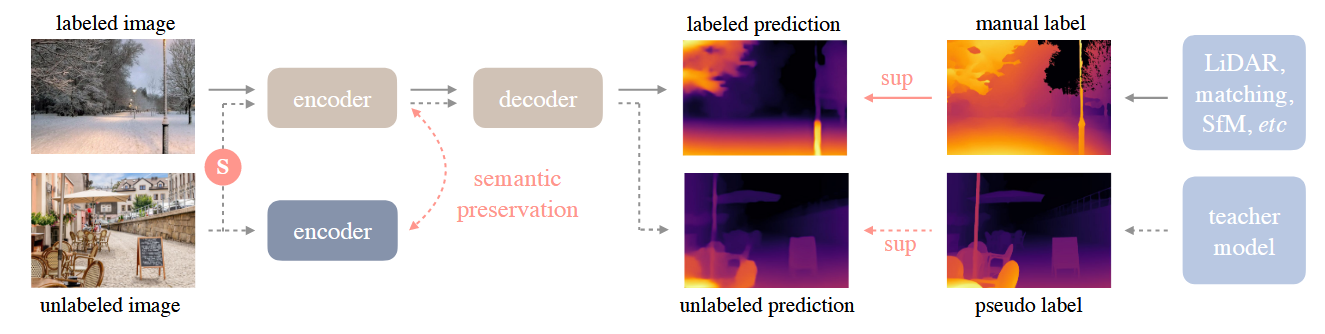 labeled image
labeled prediction
manual label
encoder
decoder
sup
LiDAR,
matching,
SfM, etc
S
semantic
preservation
encoder
sup
teacher
model
unlabeled image
unlabeled prediction
pseudo label